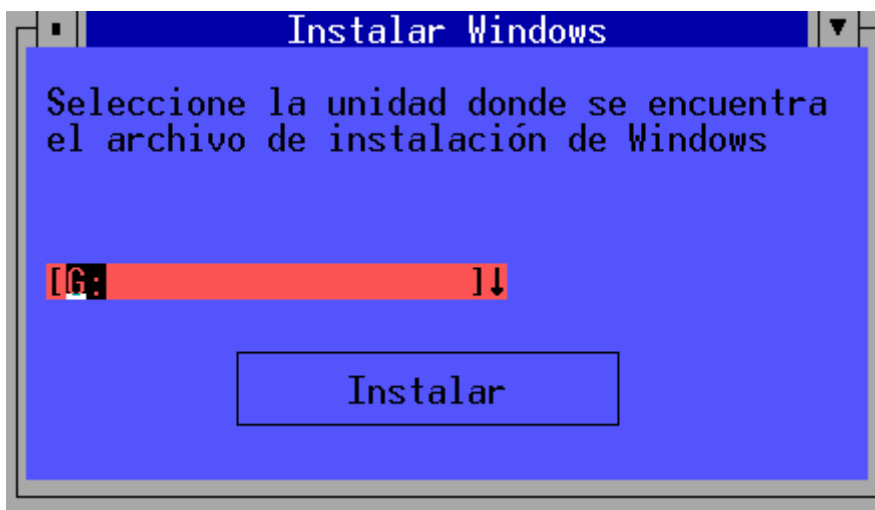 Instalar Windows
Seleccione la unidad donde se encuentra
el archivo de instalación de Windows
[G: ]↓
Instalar